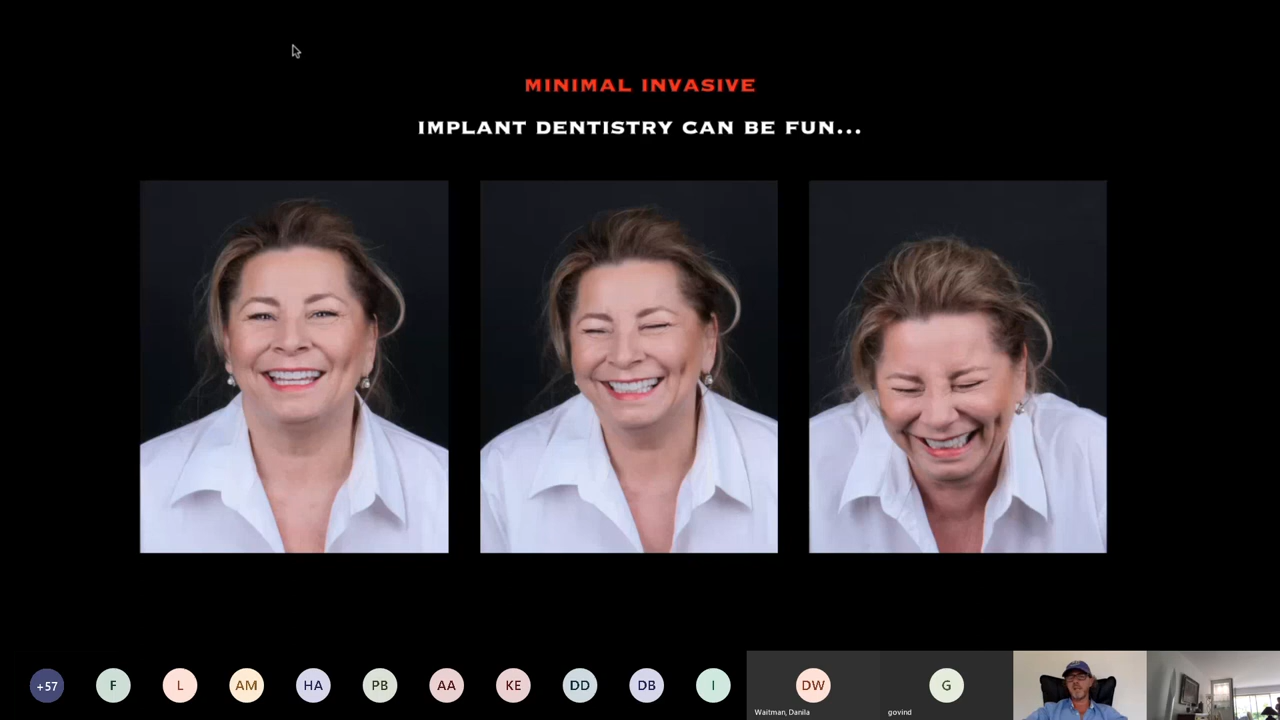 MINIMAL INVASIVE
IMPLANT DENTISTRY CAN BE FUN...
+57
F
L
AM
HA
PB
AA
KE
DD
DB
I
DW
G
Waitman, Danila
govind